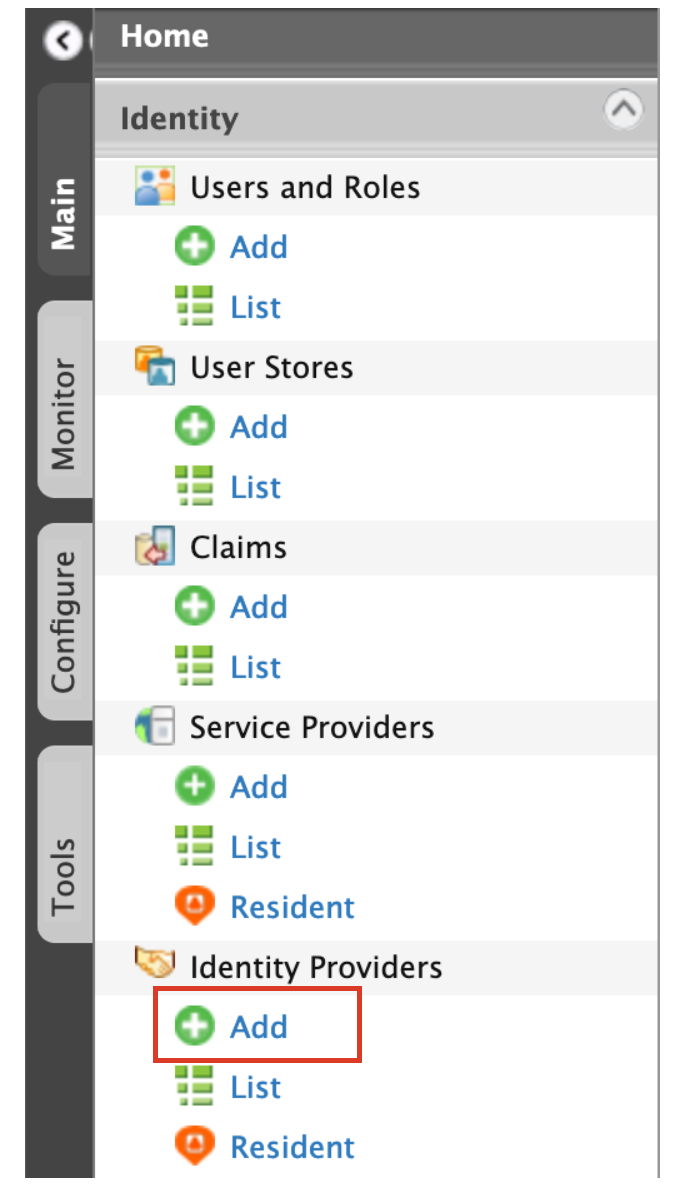 Home
Identity
Main
Monitor
Configure
Tools
Users and Roles
Add
List
User Stores
Add
List
Claims
Add
List
Service Providers
Add
List
Resident
Identity Providers
Add
List
Resident